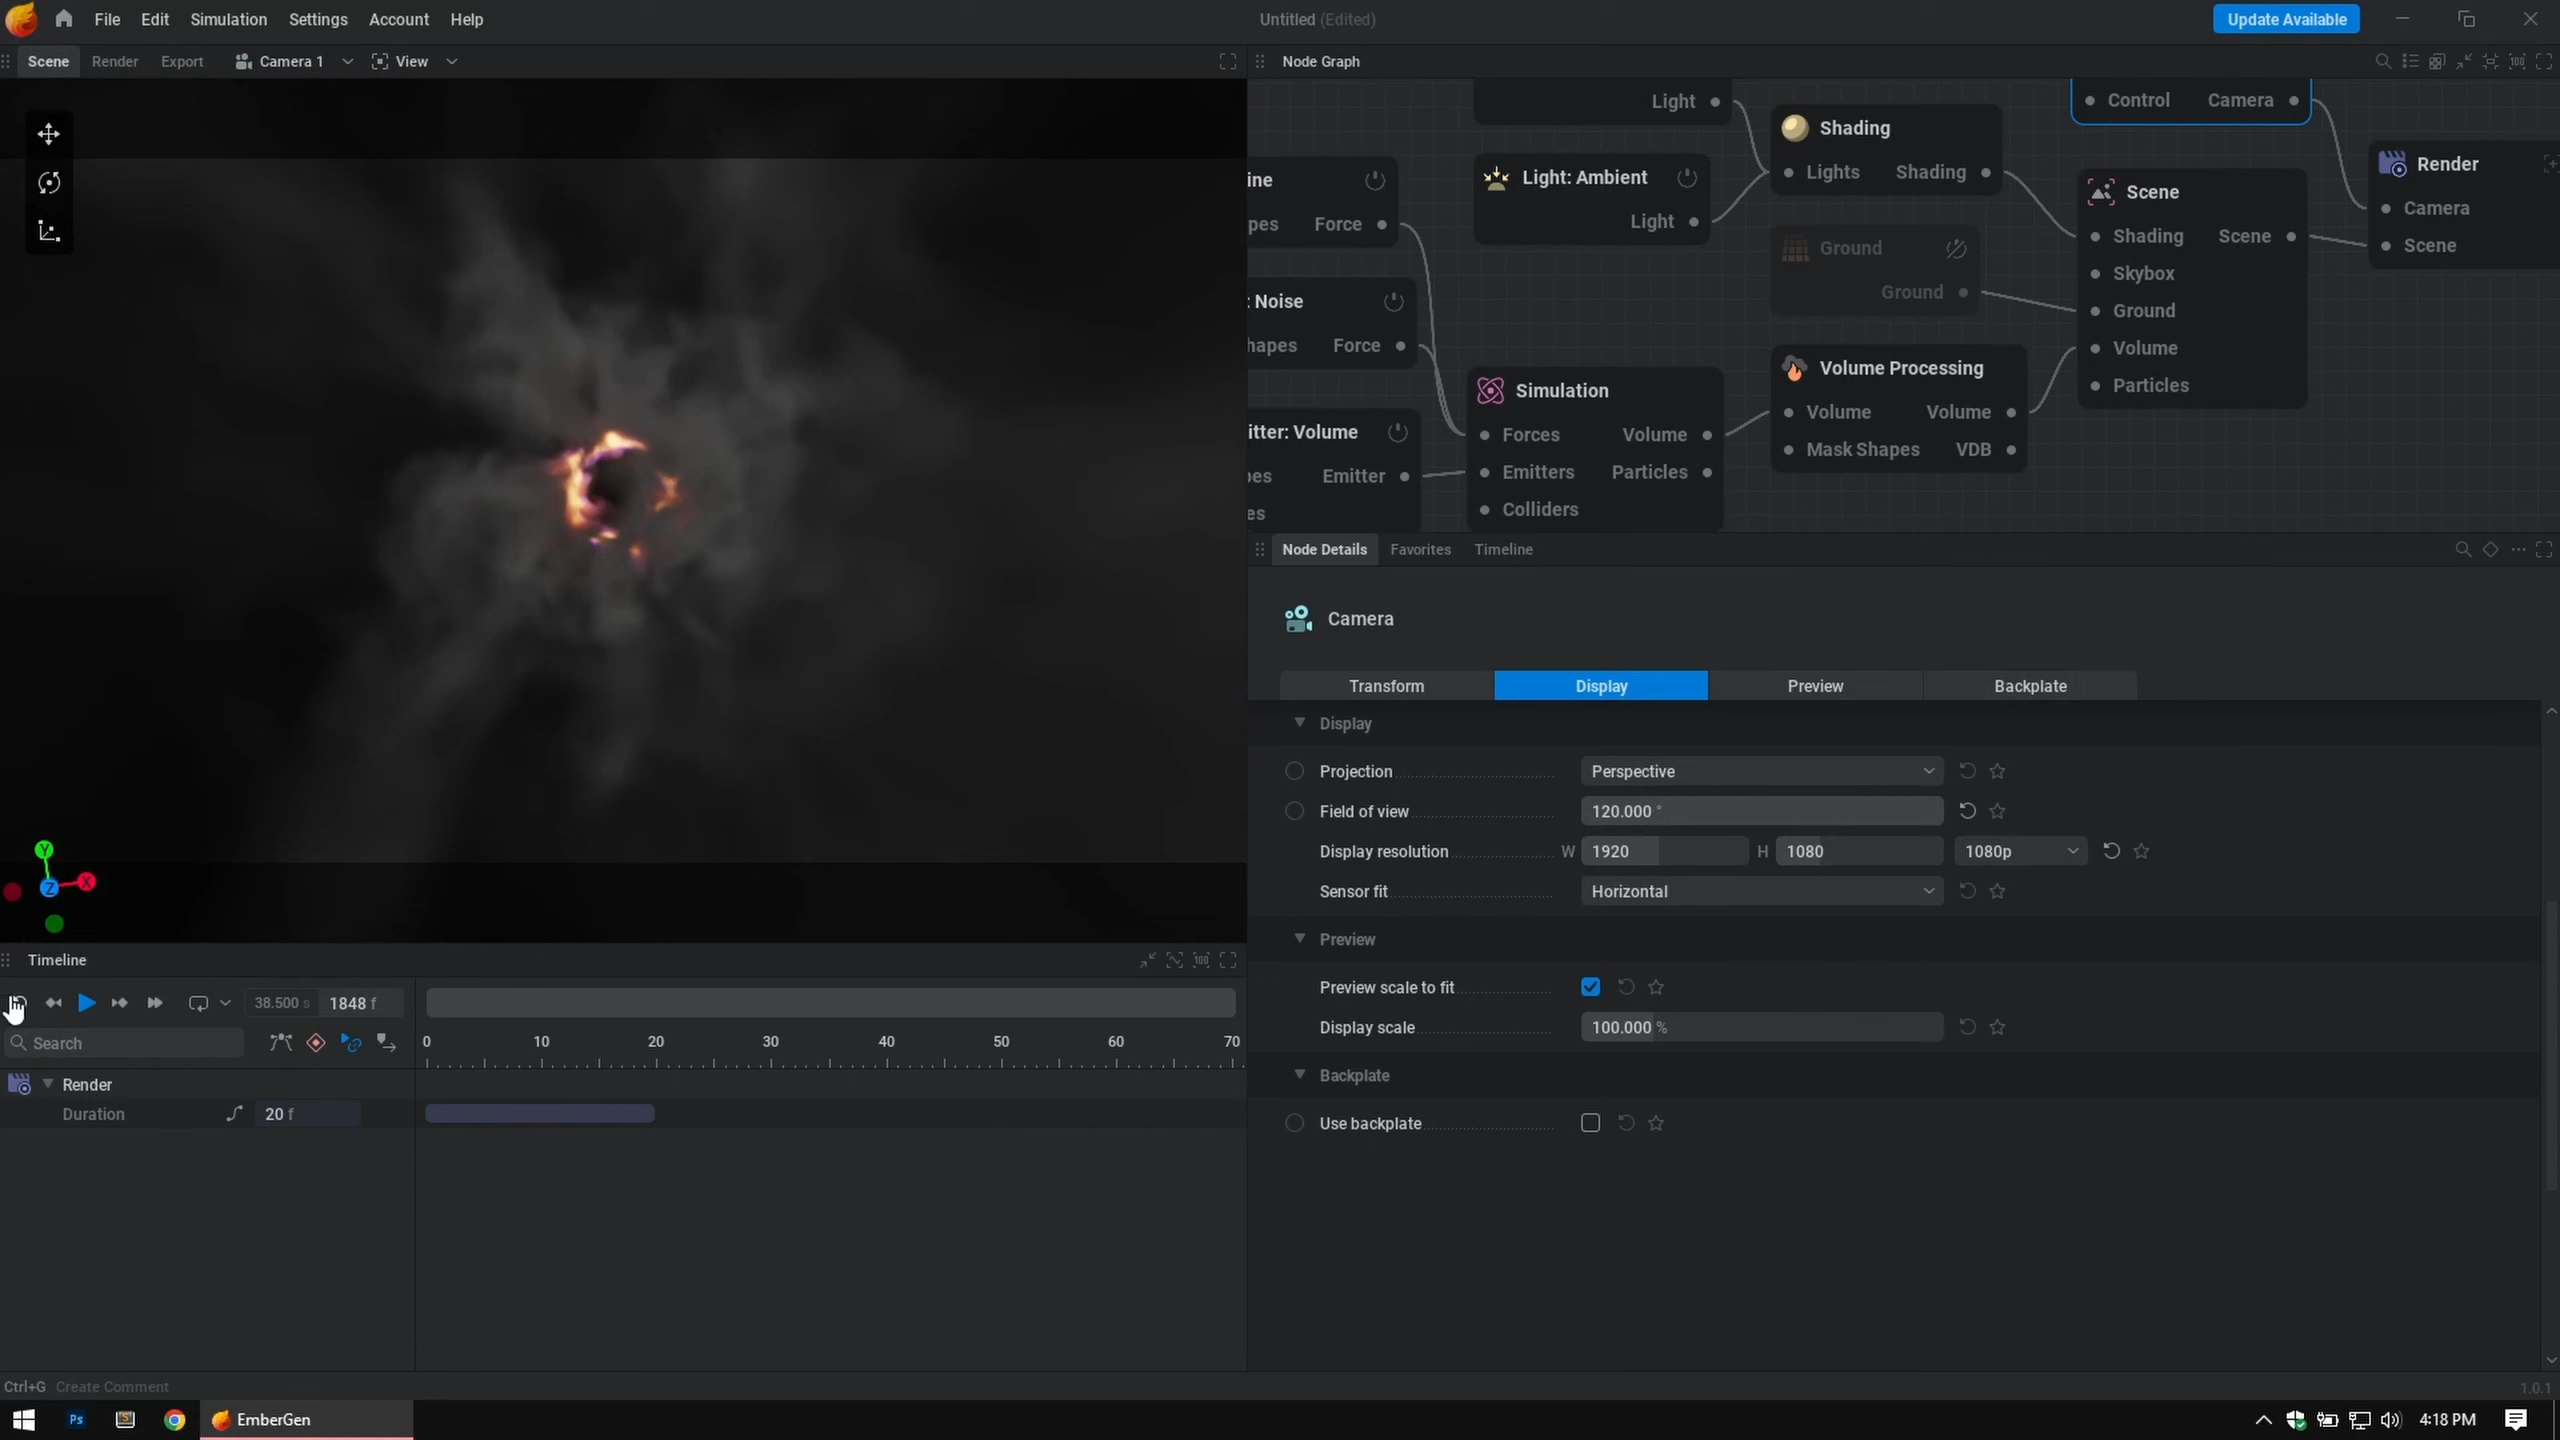 File Edit Simulation Settings Account Help
Untitled (Edited)
Update Available
Scene Render Export Camera 1 View
Node Graph
Light
Control Camera
Shading
Lights Shading
Light: Ambient
Light
ine
pes Force
Render
Camera
Scene
Scene
Shading Scene
Skybox
Ground
Volume
Particles
Ground
Ground
: Noise
hapes Force
Simulation
Forces Volume
Emitters Particles
Colliders
Volume Processing
Volume Volume
Mask Shapes VDB
itter: Volume
pes Emitter
es
Node Details Favorites Timeline
Camera
Transform Display Preview Backplate
Display
Projection Perspective
Field of view 120.000 °
Display resolution W 1920 H 1080 1080p
Sensor fit Horizontal
Preview
Preview scale to fit
Display scale 100.000 %
Backplate
Use backplate
Y
Z X
Timeline
100
38.500 s 1848 f
Search
0 10 20 30 40 50 60 70
Render
Duration 20 f
Ctrl+G Create Comment
1.0.1
Ps
EmberGen
4:18 PM